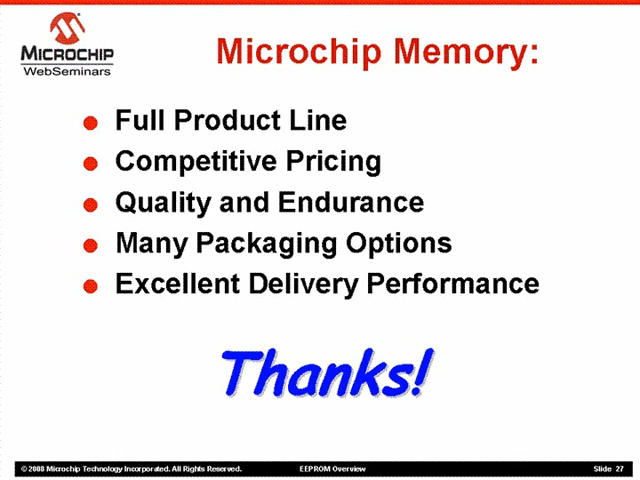 MICROCHIP
WebSeminars
Microchip Memory:
Full Product Line
Competitive Pricing
Quality and Endurance
Many Packaging Options
Excellent Delivery Performance
Thanks!
© 2008 Microchip Technology Incorporated. All Rights Reserved. EEPROM Overview Slide 27